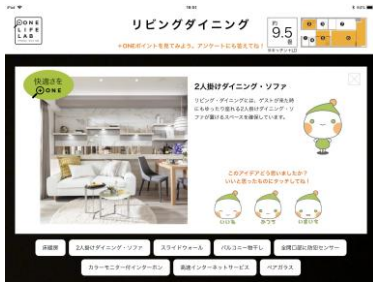 iPad
ONE
LIFE
LAB
リビングダイニング
約
9.5
畳
+ONEポイントを見てみよう。アンケートにも答えてね!
快適さを
ONE
2人掛けダイニング・ソファ
リビング・ダイニングには、ゲストが来た時
にもゆったり座れる2人掛けダイニング・ソ
ファが置けるスペースを確保しています。
このアイデアどう思いましたか?
いいと思ったものにタッチしてね!
いいね
ふつう
いまいち
床暖房
2人掛けダイニング・ソファ
スライドウォール
バルコニー物干し
全開口部に防犯センサー
カラーモニター付インターホン
高速インターネットサービス
ペアガラス